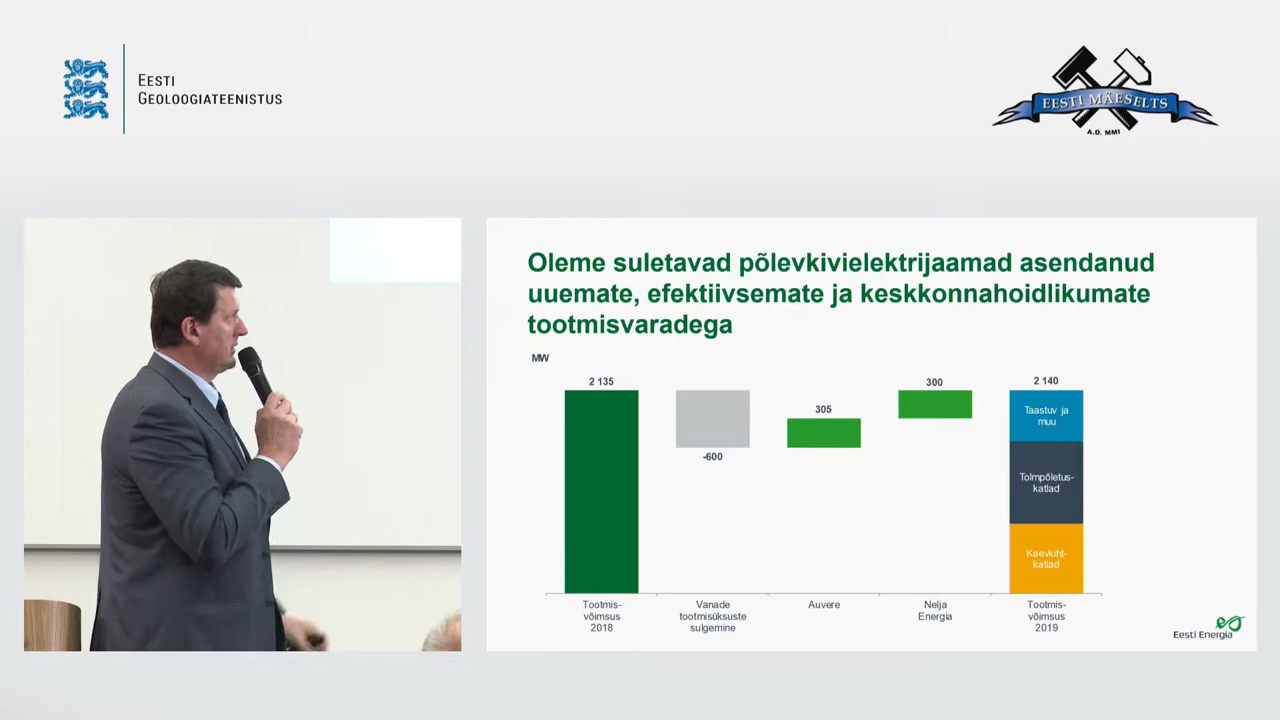 EESTI
GEOLOOGIATEENISTUS
EESTI MÄESELTS
A.D. MMI
Oleme suletavad põlevkivielektrijaamad asendanud
uuemate, efektiivsemate ja keskkonnahoidlikumate
tootmisvaradega
MW
2 135
-600
305
300
2 140
Taastuv ja
muu
Tolmpõletus-
katlad
Keevkiht-
katlad
Tootmis-
võimsus
2018
Vanade
tootmisüksuste
sulgemine
Auvere
Nelja
Energia
Tootmis-
võimsus
2019
Eesti Energia